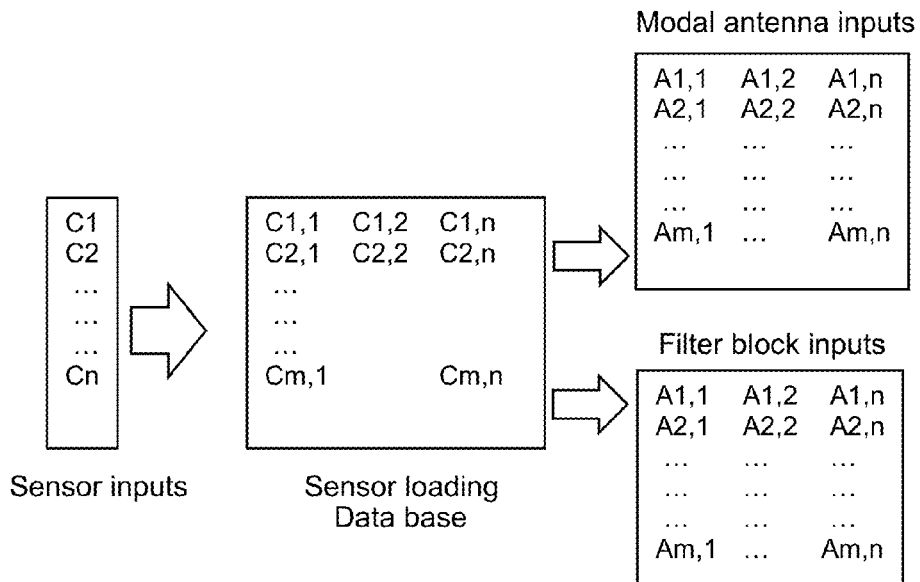 Modal antenna inputs
A1,1 A1,2 A1,n
A2,1 A2,2 A2,n
... ... ...
... ... ...
... ... ...
Am,1 ... Am,n
C1
C2
...
...
...
Cn
Sensor inputs
C1,1 C1,2 C1,n
C2,1 C2,2 C2,n
...
...
...
Cm,1 Cm,n
Sensor loading
Data base
Filter block inputs
A1,1 A1,2 A1,n
A2,1 A2,2 A2,n
... ... ...
... ... ...
... ... ...
Am,1 ... Am,n